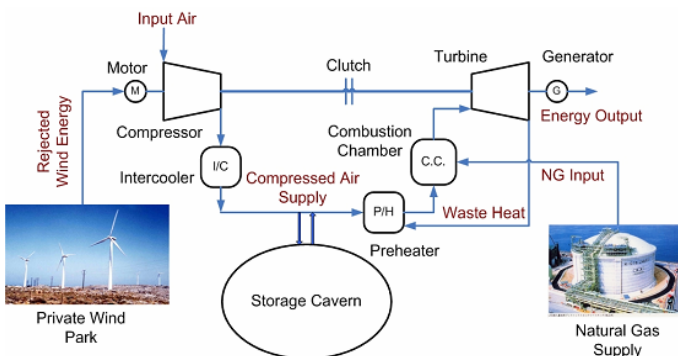 Input Air
Motor
M
Compressor
Rejected
Wind Energy
Clutch
Turbine
Generator
G
Energy Output
Combustion
Chamber
C.C.
I/C
Intercooler
Compressed Air
Supply
NG Input
P/H
Waste Heat
Preheater
Storage Cavern
Private Wind
Park
Natural Gas
Supply